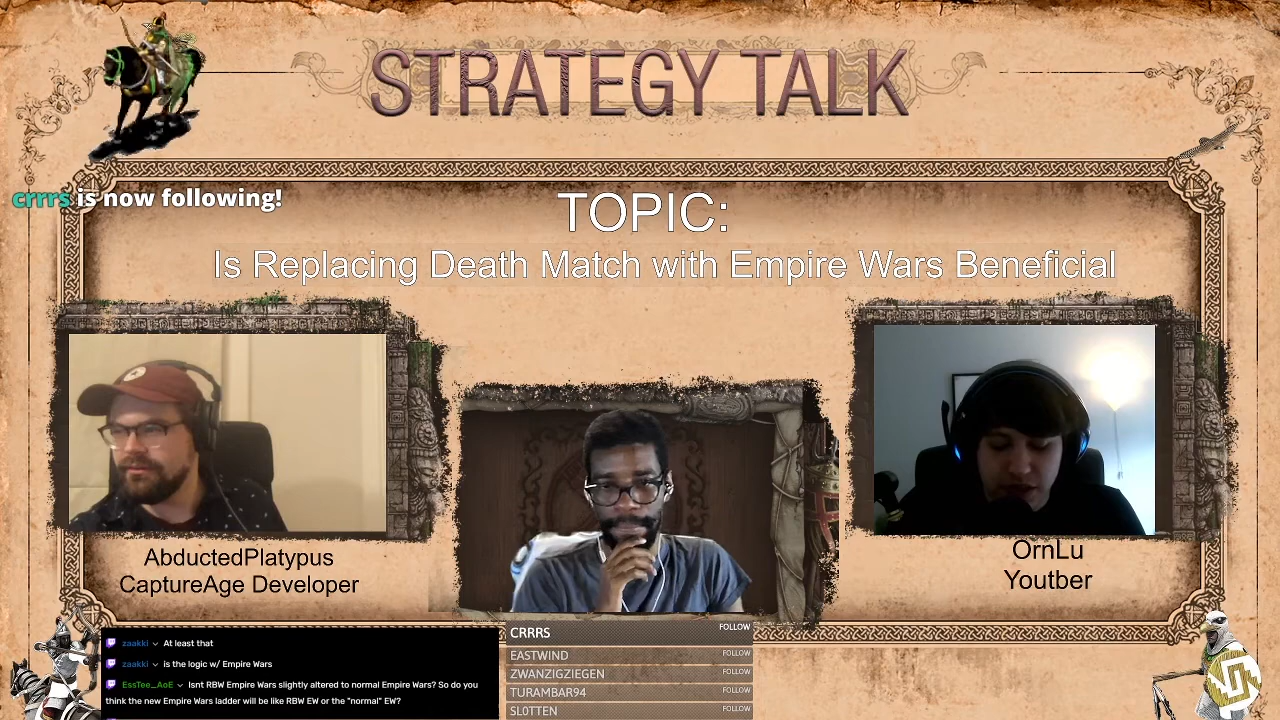 STRATEGY TALK
crrrs is now following!
TOPIC:
Is Replacing Death Match with Empire Wars Beneficial
AbductedPlatypus
CaptureAge Developer
OrnLu
Youtber
zaakki At least that
zaakki is the logic w/ Empire Wars
EssTee_AoE Isnt RBW Empire Wars slightly altered to normal Empire Wars? So do you
think the new Empire Wars ladder will be like RBW EW or the "normal" EW?
CRRRS FOLLOW
EASTWIND FOLLOW
ZWANZIGZIEGEN FOLLOW
TURAMBAR94 FOLLOW
SL0TTEN FOLLOW